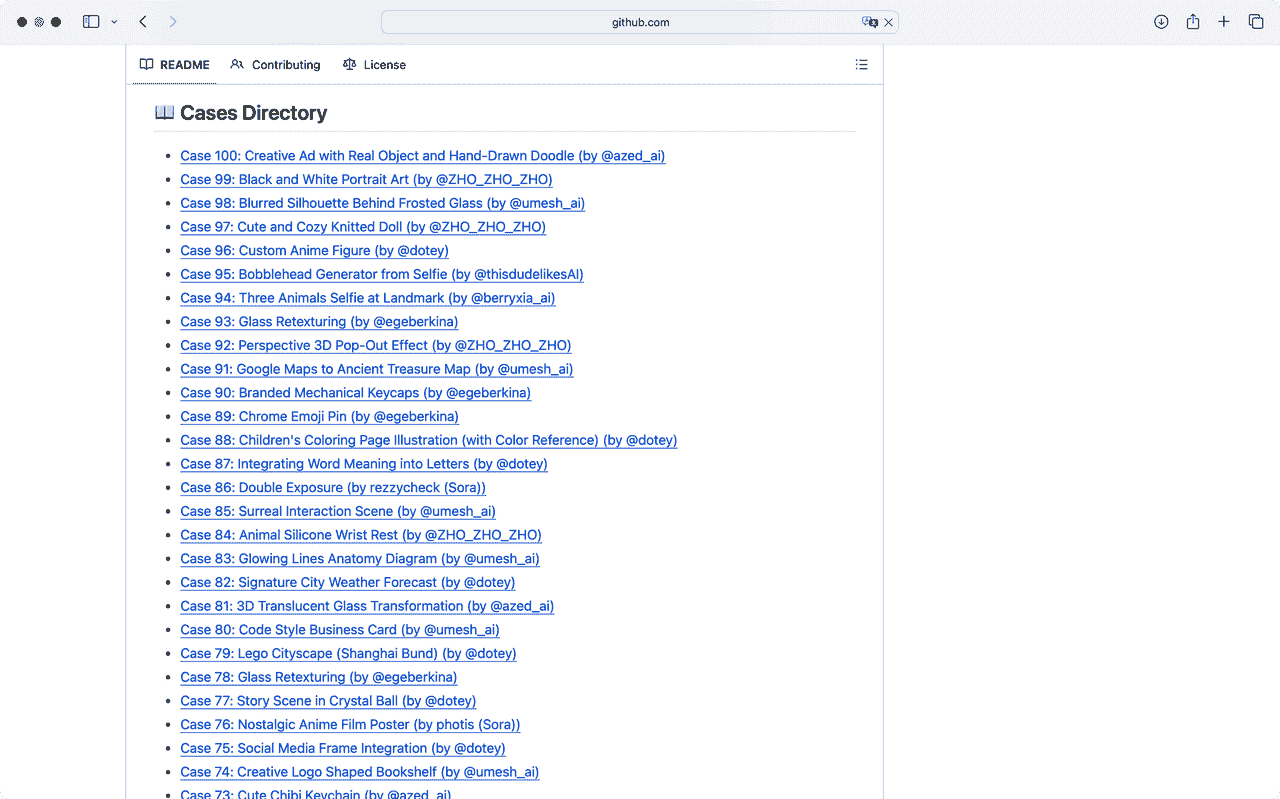 github.com
README Contributing License
Cases Directory
Case 100: Creative Ad with Real Object and Hand-Drawn Doodle (by @azed_ai)
Case 99: Black and White Portrait Art (by @ZHO_ZHO_ZHO)
Case 98: Blurred Silhouette Behind Frosted Glass (by @umesh_ai)
Case 97: Cute and Cozy Knitted Doll (by @ZHO_ZHO_ZHO)
Case 96: Custom Anime Figure (by @dotey)
Case 95: Bobblehead Generator from Selfie (by @thisdudelikesAI)
Case 94: Three Animals Selfie at Landmark (by @berryxia_ai)
Case 93: Glass Retexturing (by @egeberkina)
Case 92: Perspective 3D Pop-Out Effect (by @ZHO_ZHO_ZHO)
Case 91: Google Maps to Ancient Treasure Map (by @umesh_ai)
Case 90: Branded Mechanical Keycaps (by @egeberkina)
Case 89: Chrome Emoji Pin (by @egeberkina)
Case 88: Children's Coloring Page Illustration (with Color Reference) (by @dotey)
Case 87: Integrating Word Meaning into Letters (by @dotey)
Case 86: Double Exposure (by rezzycheck (Sora))
Case 85: Surreal Interaction Scene (by @umesh_ai)
Case 84: Animal Silicone Wrist Rest (by @ZHO_ZHO_ZHO)
Case 83: Glowing Lines Anatomy Diagram (by @umesh_ai)
Case 82: Signature City Weather Forecast (by @dotey)
Case 81: 3D Translucent Glass Transformation (by @azed_ai)
Case 80: Code Style Business Card (by @umesh_ai)
Case 79: Lego Cityscape (Shanghai Bund) (by @dotey)
Case 78: Glass Retexturing (by @egeberkina)
Case 77: Story Scene in Crystal Ball (by @dotey)
Case 76: Nostalgic Anime Film Poster (by photis (Sora))
Case 75: Social Media Frame Integration (by @dotey)
Case 74: Creative Logo Shaped Bookshelf (by @umesh_ai)
Case 73: Cute Chibi Keychain (by @azed_ai)